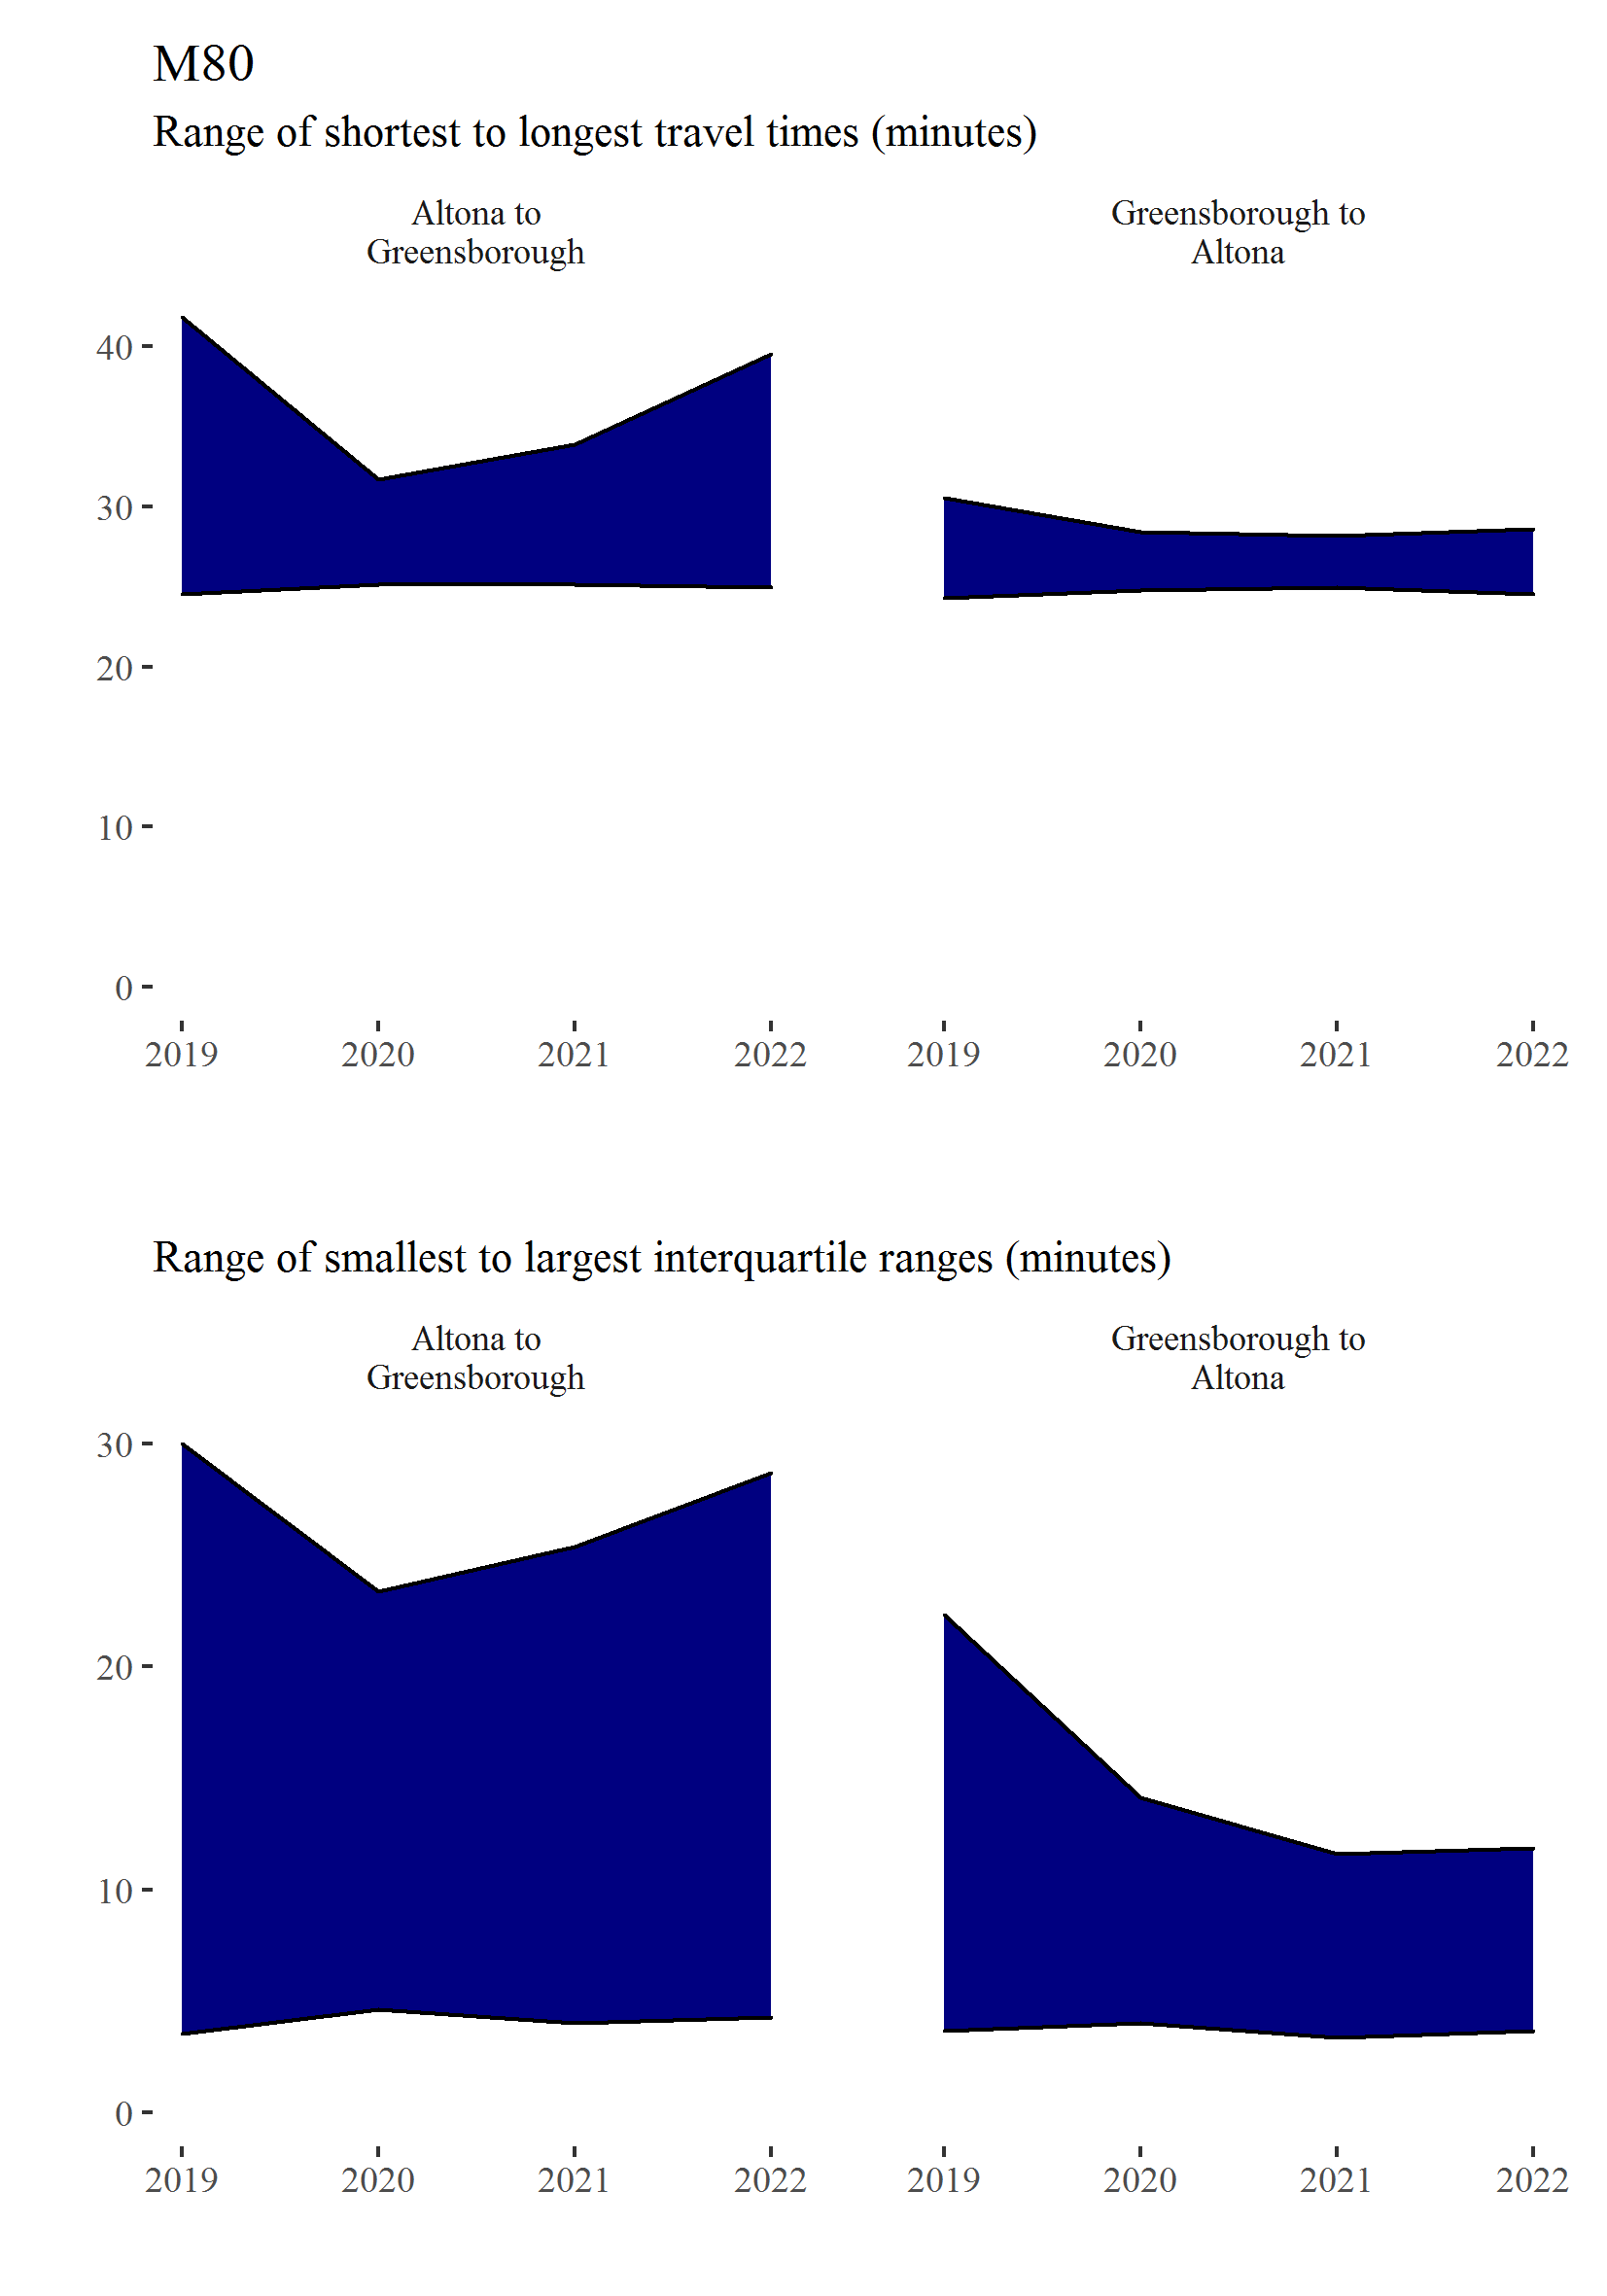 M80
Range of shortest to longest travel times (minutes)
Altona to
Greensborough
Greensborough to
Altona
40
30
20
10
0
2019 2020 2021 2022 2019 2020 2021 2022
Range of smallest to largest interquartile ranges (minutes)
Altona to
Greensborough
Greensborough to
Altona
30
20
10
0
2019 2020 2021 2022 2019 2020 2021 2022